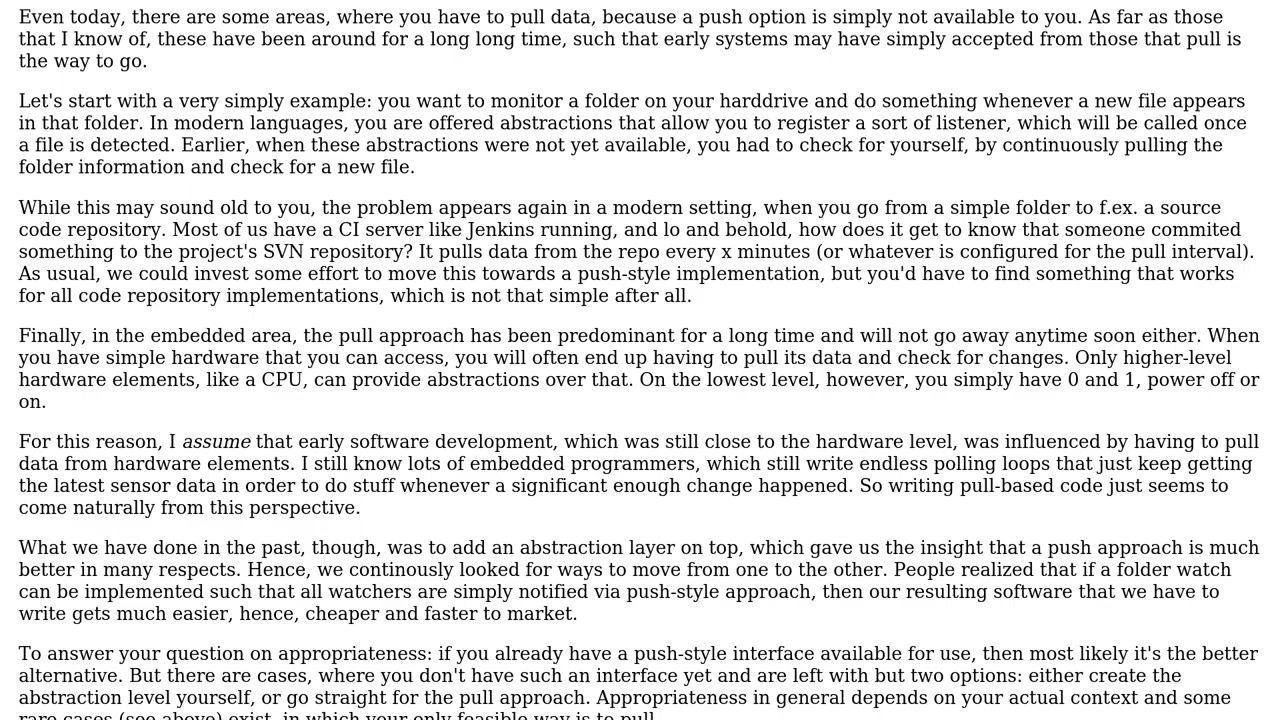 Even today, there are some areas, where you have to pull data, because a push option is simply not available to you. As far as those
that I know of, these have been around for a long long time, such that early systems may have simply accepted from those that pull is
the way to go.
Let's start with a very simply example: you want to monitor a folder on your harddrive and do something whenever a new file appears
in that folder. In modern languages, you are offered abstractions that allow you to register a sort of listener, which will be called once
a file is detected. Earlier, when these abstractions were not yet available, you had to check for yourself, by continuously pulling the
folder information and check for a new file.
While this may sound old to you, the problem appears again in a modern setting, when you go from a simple folder to f.ex. a source
code repository. Most of us have a CI server like Jenkins running, and lo and behold, how does it get to know that someone commited
something to the project's SVN repository? It pulls data from the repo every x minutes (or whatever is configured for the pull interval).
As usual, we could invest some effort to move this towards a push-style implementation, but you'd have to find something that works
for all code repository implementations, which is not that simple after all.
Finally, in the embedded area, the pull approach has been predominant for a long time and will not go away anytime soon either. When
you have simple hardware that you can access, you will often end up having to pull its data and check for changes. Only higher-level
hardware elements, like a CPU, can provide abstractions over that. On the lowest level, however, you simply have 0 and 1, power off or
on.
For this reason, I assume that early software development, which was still close to the hardware level, was influenced by having to pull
data from hardware elements. I still know lots of embedded programmers, which still write endless polling loops that just keep getting
the latest sensor data in order to do stuff whenever a significant enough change happened. So writing pull-based code just seems to
come naturally from this perspective.
What we have done in the past, though, was to add an abstraction layer on top, which gave us the insight that a push approach is much
better in many respects. Hence, we continously looked for ways to move from one to the other. People realized that if a folder watch
can be implemented such that all watchers are simply notified via push-style approach, then our resulting software that we have to
write gets much easier, hence, cheaper and faster to market.
To answer your question on appropriateness: if you already have a push-style interface available for use, then most likely it's the better
alternative. But there are cases, where you don't have such an interface yet and are left with but two options: either create the
abstraction level yourself, or go straight for the pull approach. Appropriateness in general depends on your actual context and some
rare cases (see above) exist, in which your only feasible way is to pull.